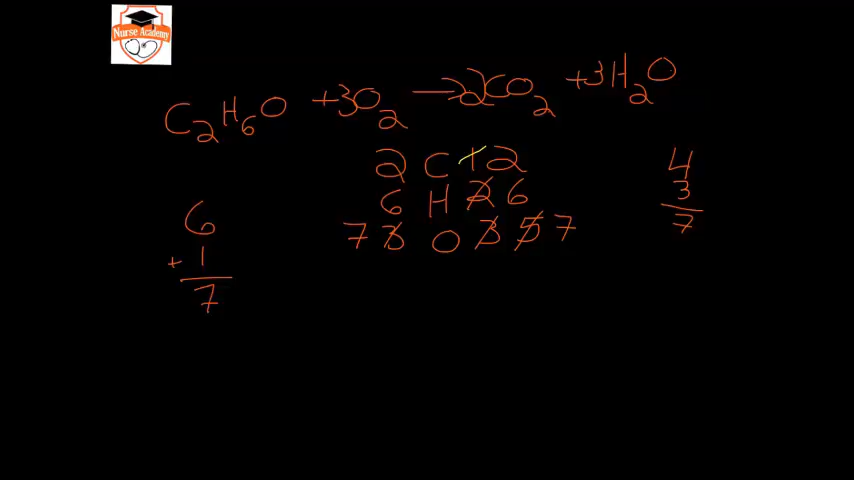 Nurse Academy
C2H6O +3O2 → 2CO2 +3H2O
2 C 1 2
6 H 2 6
7 3 O 3 5 7
6
+ 1
7
4
3
7